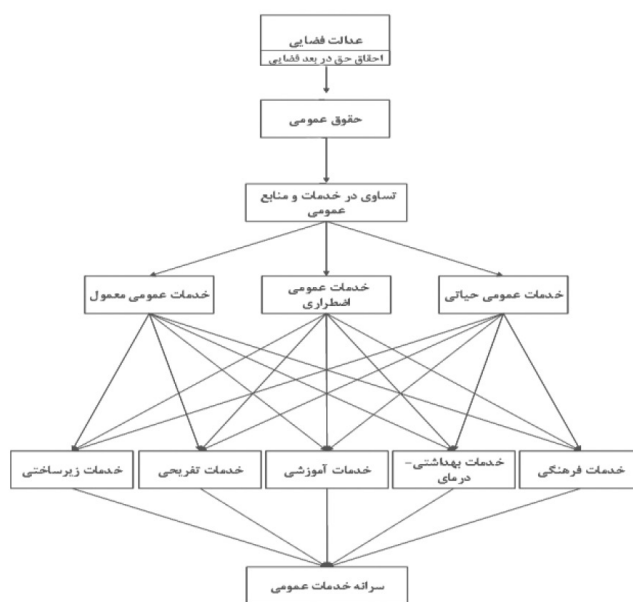 عدالت فضایی
احقاق حق در بعد فضایی
حقوق عمومی
تساوی در خدمات و منابع
عمومی
خدمات عمومی حیاتی
خدمات عمومی
اضطراری
خدمات عمومی معمول
خدمات فرهنگی
خدمات بهداشتی–
درمای
خدمات آموزشی
خدمات تفریحی
خدمات زیرساختی
سرانه خدمات عمومی